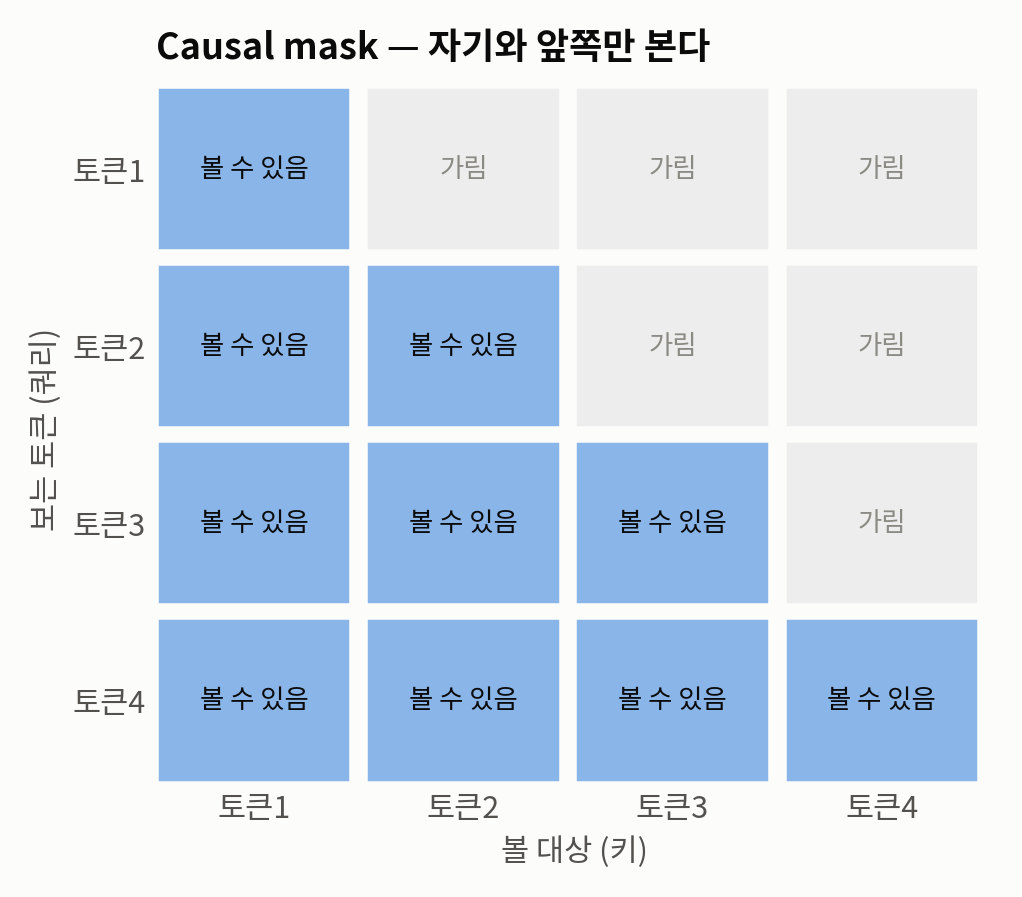 Causal mask — 자기와 앞쪽만 본다
토큰1 볼 수 있음 가림 가림 가림
토큰2 볼 수 있음 볼 수 있음 가림 가림
보는 토큰 (쿼리)
토큰3 볼 수 있음 볼 수 있음 볼 수 있음 가림
토큰4 볼 수 있음 볼 수 있음 볼 수 있음 볼 수 있음
토큰1 토큰2 토큰3 토큰4
볼 대상 (키)